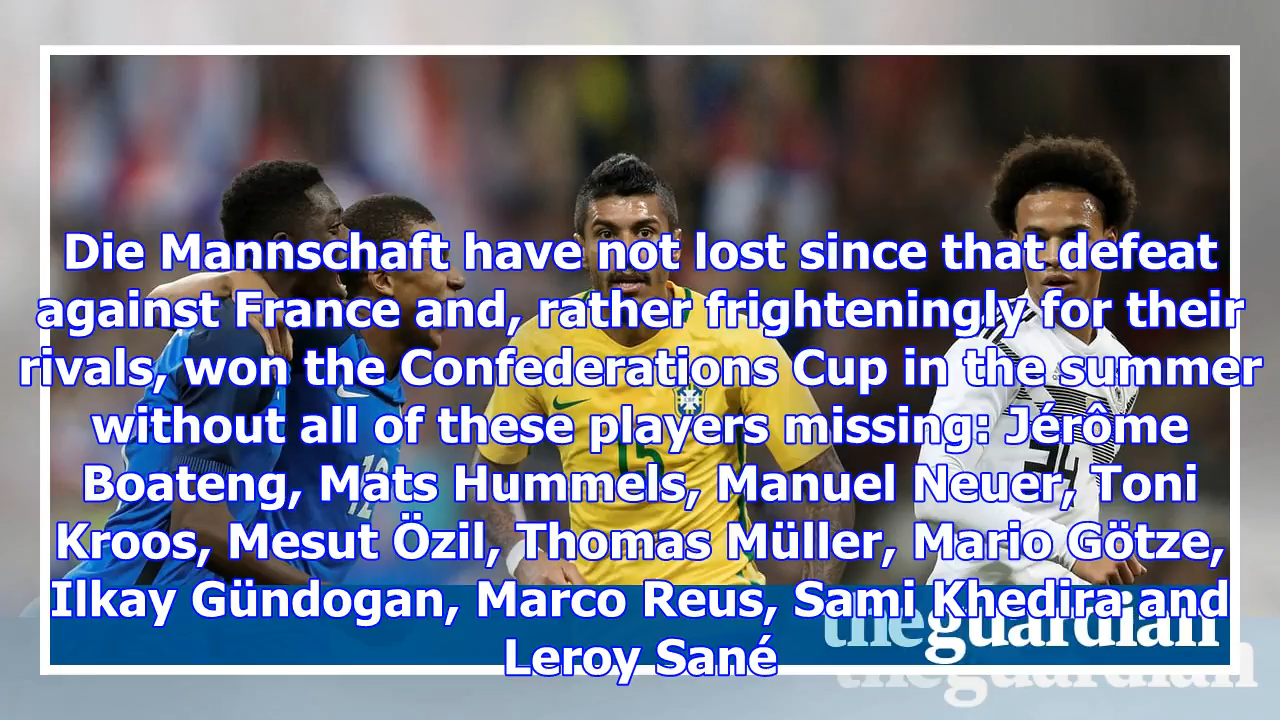 Die Mannschaft have not lost since that defeat
against France and, rather frighteningly for their
rivals, won the Confederations Cup in the summer
without all of these players missing: Jérôme
Boateng, Mats Hummels, Manuel Neuer, Toni
Kroos, Mesut Özil, Thomas Müller, Mario Götze,
Ilkay Gündogan, Marco Reus, Sami Khedira and
Leroy Sané
theguardian
theguardian
15
12